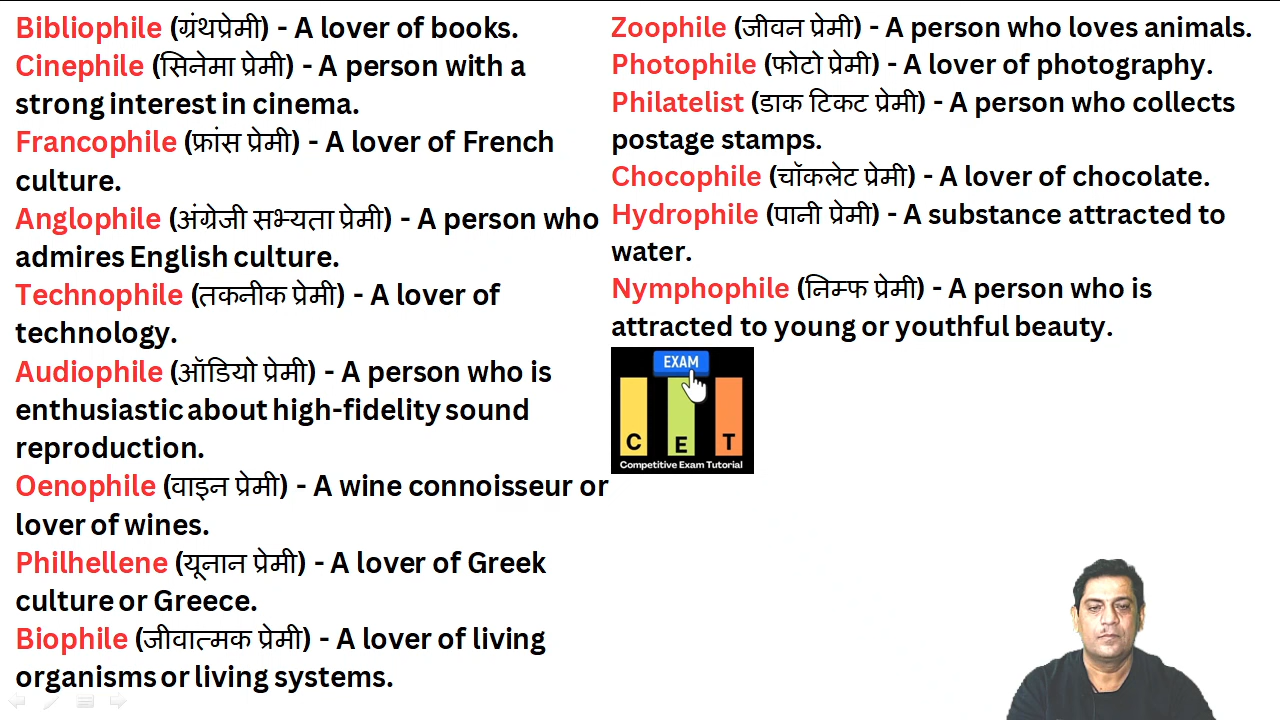 Bibliophile (ग्रंथप्रेमी) - A lover of books.
Cinephile (सिनेमा प्रेमी) - A person with a
strong interest in cinema.
Francophile (फ्रांस प्रेमी) - A lover of French
culture.
Anglophile (अंग्रेजी सभ्यता प्रेमी) - A person who
admires English culture.
Technophile (तकनीक प्रेमी) - A lover of
technology.
Audiophile (ऑडियो प्रेमी) - A person who is
enthusiastic about high-fidelity sound
reproduction.
Oenophile (वाइन प्रेमी) - A wine connoisseur or
lover of wines.
Philhellene (यूनान प्रेमी) - A lover of Greek
culture or Greece.
Biophile (जीवात्मक प्रेमी) - A lover of living
organisms or living systems.
Zoophile (जीवन प्रेमी) - A person who loves animals.
Photophile (फोटो प्रेमी) - A lover of photography.
Philatelist (डाक टिकट प्रेमी) - A person who collects
postage stamps.
Chocophile (चॉकलेट प्रेमी) - A lover of chocolate.
Hydrophile (पानी प्रेमी) - A substance attracted to
water.
Nymphophile (निम्फ प्रेमी) - A person who is
attracted to young or youthful beauty.
EXAM
C E T
Competitive Exam Tutorial